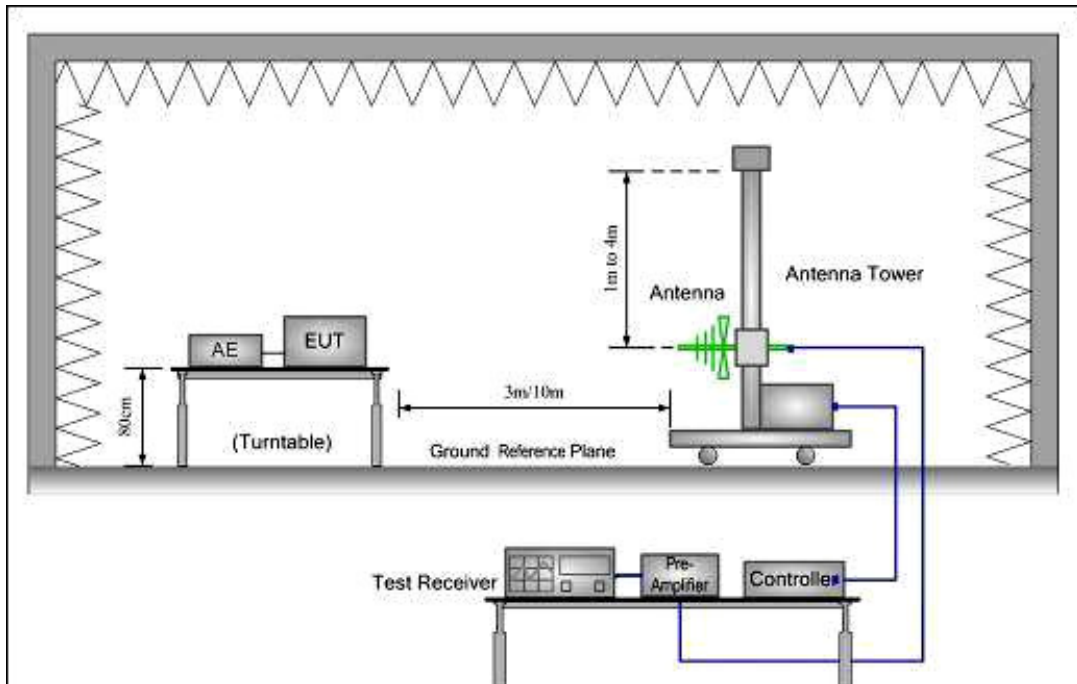 1m to 4m
Antenna Tower
Antenna
AE
EUT
80cm
3m/10m
(Turntable)
Ground Reference Plane
Test Receiver
Pre-
Amplifier
Controller